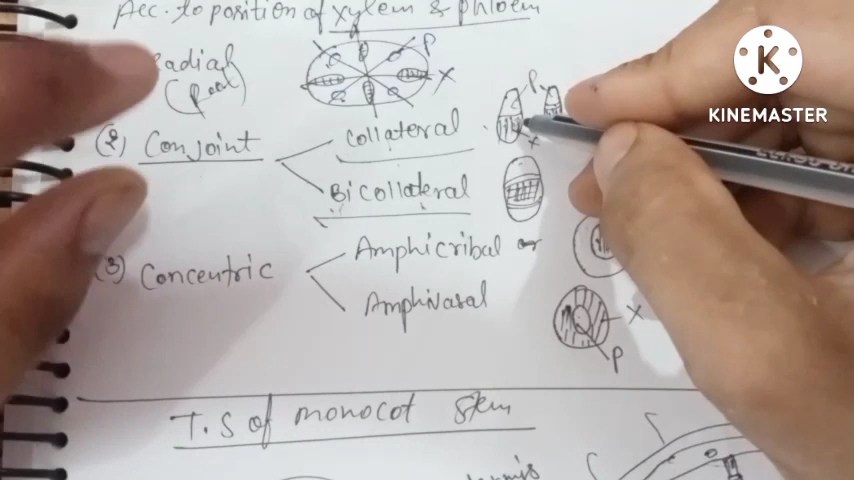 Acc. to position of xylem & phloem
Radial
(Root)
P
X
(2) Conjoint
Collateral
P
X
Bicollateral
(3) Concentric
Amphicribal or
Amphivasal
X
P
T.S of monocot stem
KINEMASTER